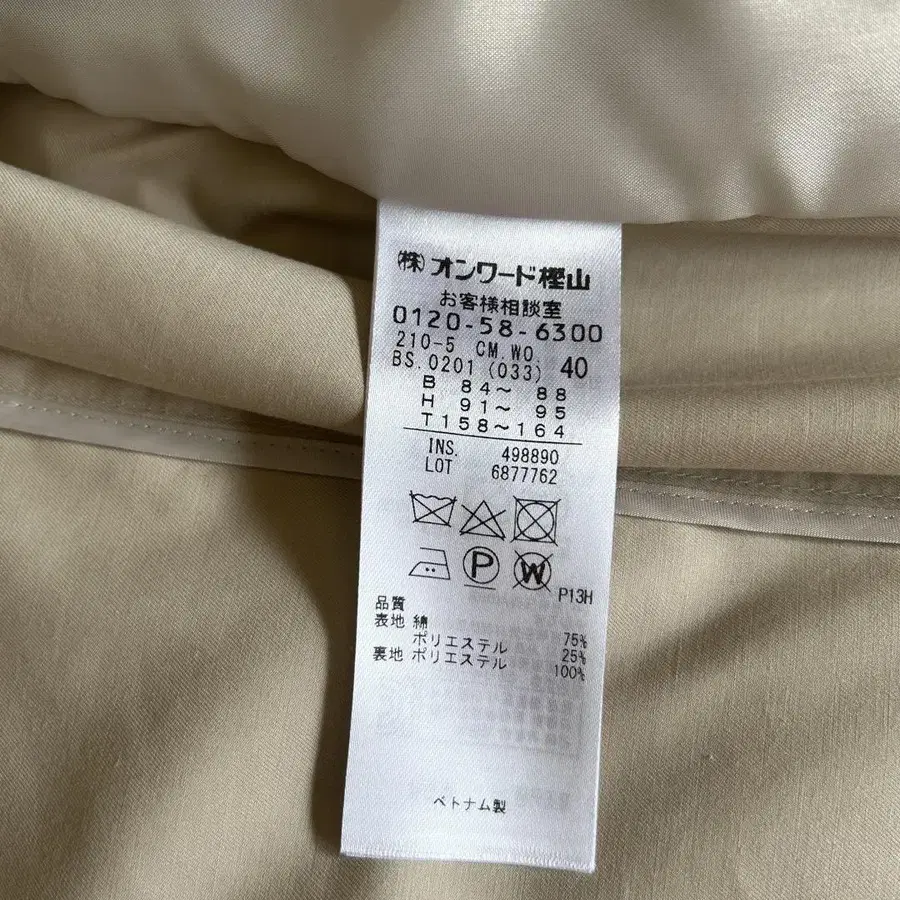 ㈱オンワード樫山
お客様相談室
0120-58-6300
210-5 CM.WO.
BS.0201 (033) 40
B 84～ 88
H 91～ 95
T158～164
INS. 498890
LOT 6877762
P W
P13H
品質
表地 綿 75%
ポリエステル 25%
裏地 ポリエステル 100%
ベトナム製